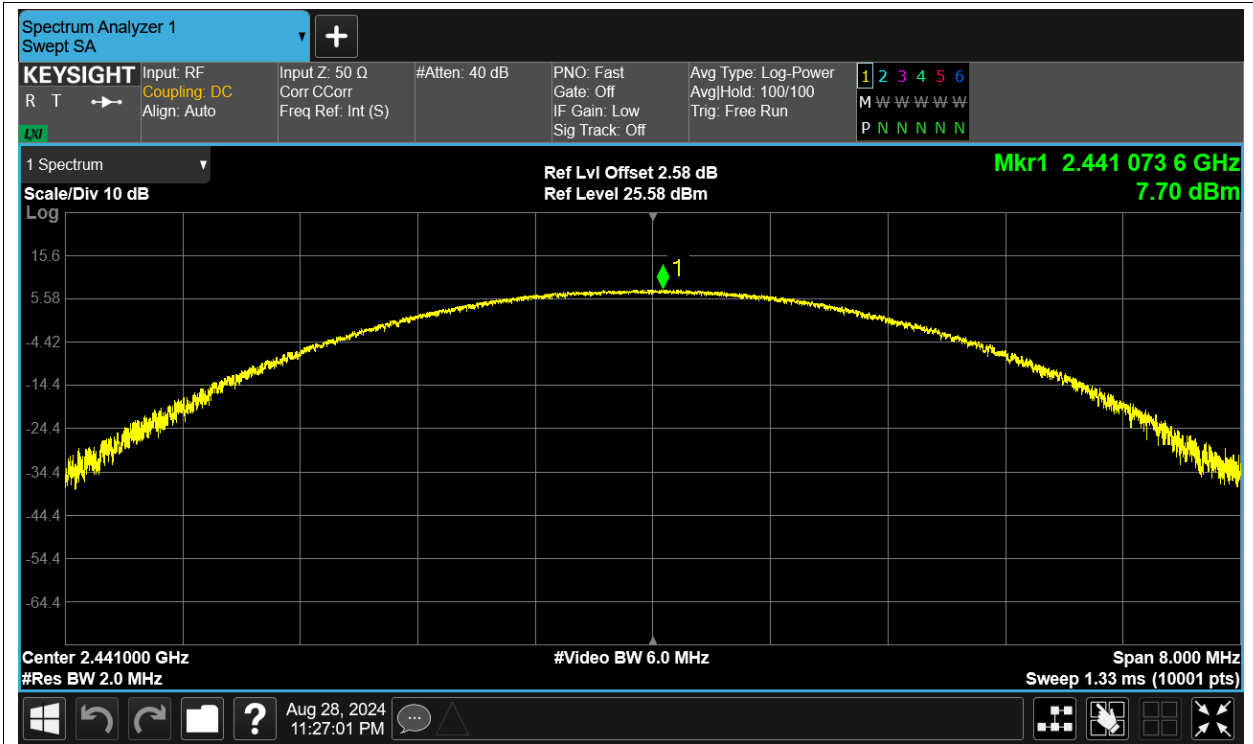 Spectrum Analyzer 1
Swept SA
KEYSIGHT
R T
LXI
Input: RF
Coupling: DC
Align: Auto
Input Z: 50 Ω
Corr CCorr
Freq Ref: Int (S)
#Atten: 40 dB
PNO: Fast
Gate: Off
IF Gain: Low
Sig Track: Off
Avg Type: Log-Power
Avg|Hold: 100/100
Trig: Free Run
1 2 3 4 5 6
M W W W W W
P N N N N N
1 Spectrum
Scale/Div 10 dB
Log
Ref Lvl Offset 2.58 dB
Ref Level 25.58 dBm
Mkr1 2.441 073 6 GHz
7.70 dBm
1
15.6
5.58
-4.42
-14.4
-24.4
-34.4
-44.4
-54.4
-64.4
Center 2.441000 GHz
#Res BW 2.0 MHz
#Video BW 6.0 MHz
Span 8.000 MHz
Sweep 1.33 ms (10001 pts)
?
Aug 28, 2024
11:27:01 PM